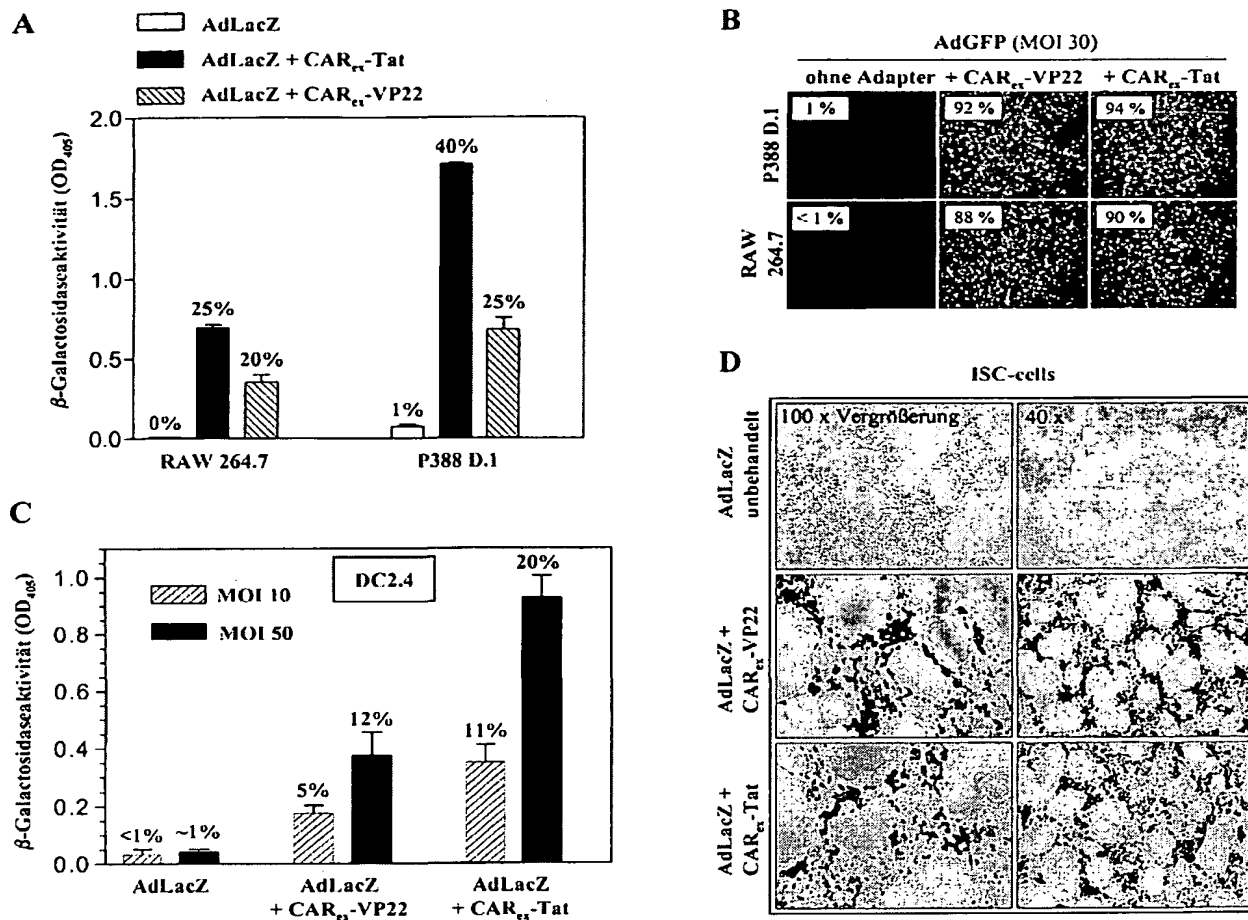 A
AdLacZ
AdLacZ + CARex-Tat
AdLacZ + CARex-VP22
β-Galactosidaseaktivität (OD405)
2.0
1.5
1.0
0.5
0.0
0%
25%
20%
1%
40%
25%
RAW 264.7
P388 D.1
B
AdGFP (MOI 30)
ohne Adapter
+ CARex-VP22
+ CARex-Tat
P388 D.1
1 %
92 %
94 %
RAW
264.7
< 1 %
88 %
90 %
C
β-Galactosidaseaktivität (OD405)
1.0
0.8
0.6
0.4
0.2
0.0
MOI 10
MOI 50
DC2.4
<1%
~1%
5%
12%
11%
20%
AdLacZ
AdLacZ
+ CARex-VP22
AdLacZ
+ CARex-Tat
D
ISC-cells
100 x Vergrößerung
40 x
AdLacZ
unbehandelt
AdLacZ +
CARex-VP22
AdLacZ +
CARex-Tat